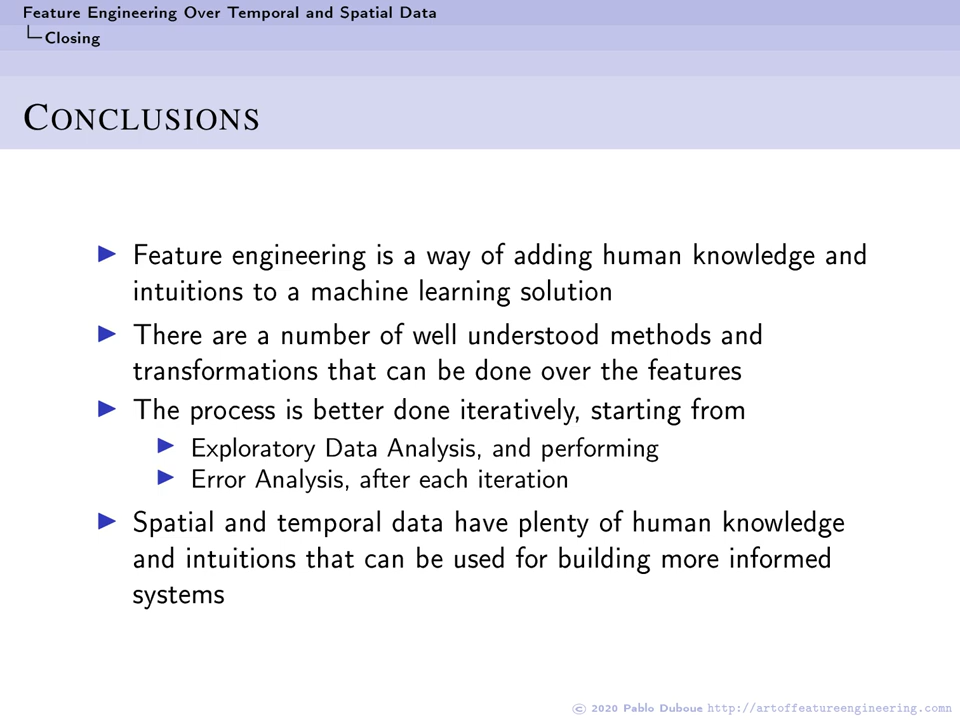 Feature Engineering Over Temporal and Spatial Data
Closing
CONCLUSIONS
Feature engineering is a way of adding human knowledge and
intuitions to a machine learning solution
There are a number of well understood methods and
transformations that can be done over the features
The process is better done iteratively, starting from
Exploratory Data Analysis, and performing
Error Analysis, after each iteration
Spatial and temporal data have plenty of human knowledge
and intuitions that can be used for building more informed
systems
© 2020 Pablo Duboue http://artoffeatureengineering.comn